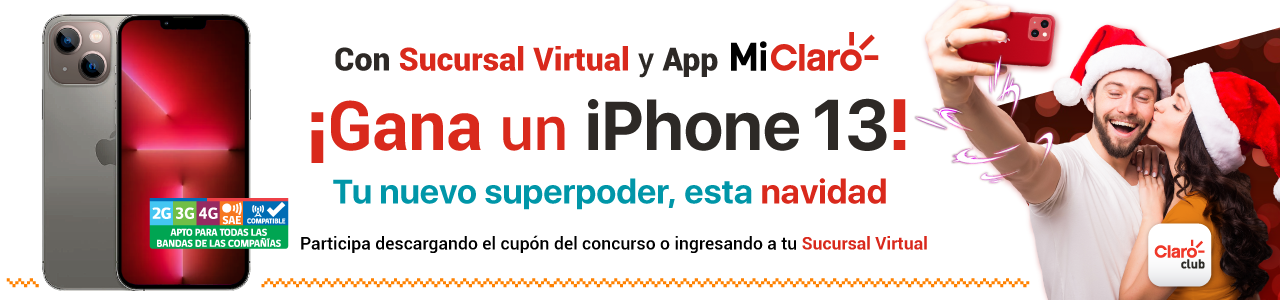 Con Sucursal Virtual y App MiClaro
¡Gana un iPhone 13!
Tu nuevo superpoder, esta navidad
2G 3G 4G SAE COMPATIBLE
APTO PARA TODAS LAS
BANDAS DE LAS COMPAÑÍAS
Participa descargando el cupón del concurso o ingresando a tu Sucursal Virtual
Claro
club